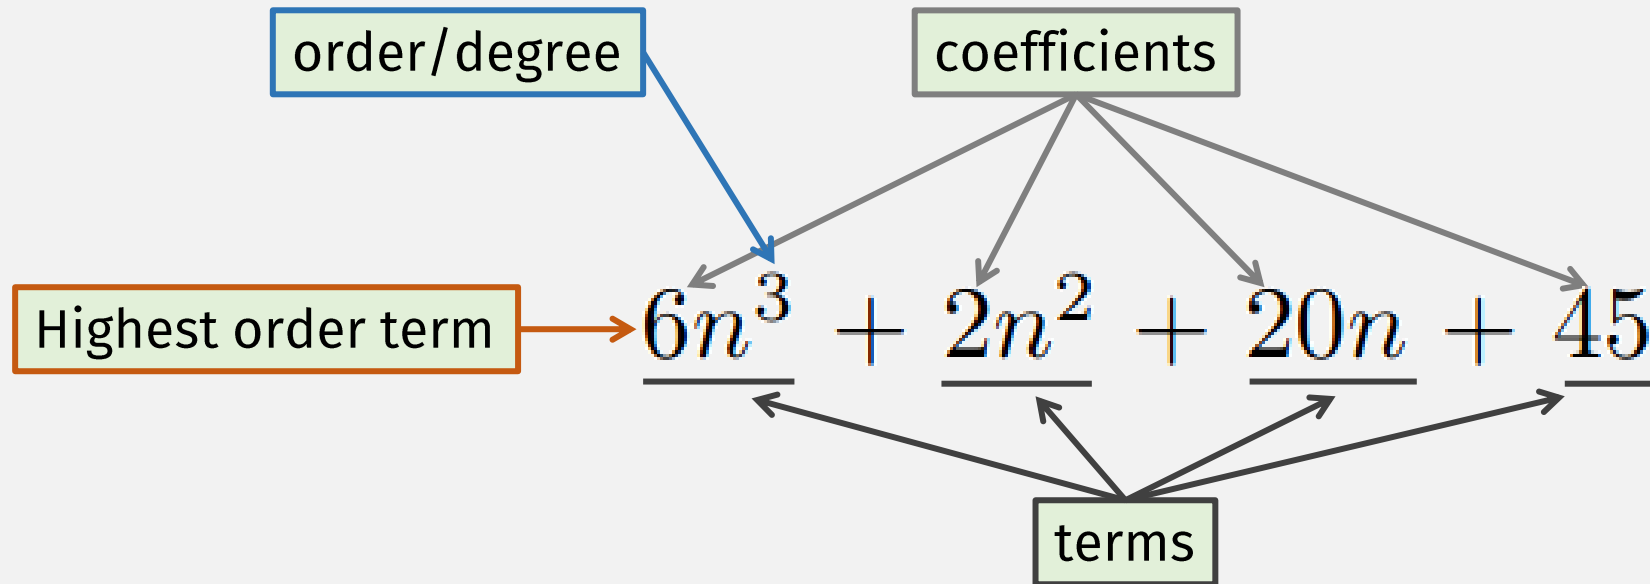 order/degree
coefficients
Highest order term
6n³ + 2n² + 20n + 45
terms